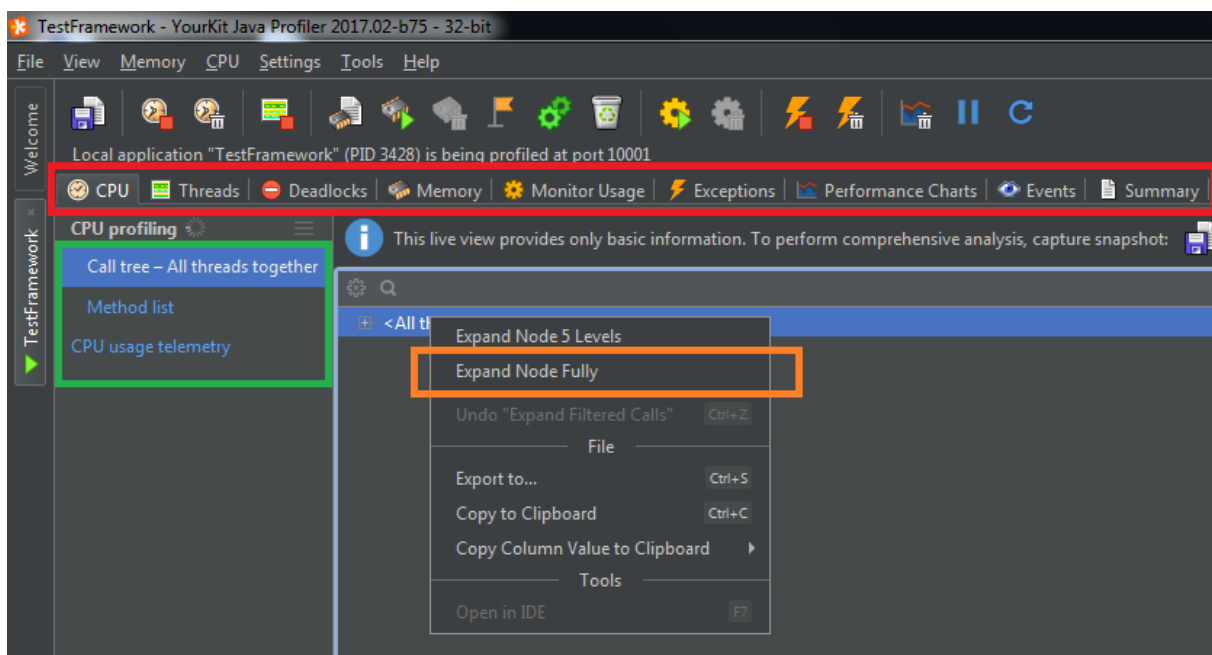 TestFramework - YourKit Java Profiler 2017.02-b75 - 32-bit
File View Memory CPU Settings Tools Help
Welcome
Local application "TestFramework" (PID 3428) is being profiled at port 10001
CPU Threads Deadlocks Memory Monitor Usage Exceptions Performance Charts Events Summary
TestFramework
CPU profiling
Call tree – All threads together
Method list
CPU usage telemetry
This live view provides only basic information. To perform comprehensive analysis, capture snapshot:
<All th
Expand Node 5 Levels
Expand Node Fully
Undo "Expand Filtered Calls" Ctrl+Z
File
Export to... Ctrl+S
Copy to Clipboard Ctrl+C
Copy Column Value to Clipboard
Tools
Open in IDE F7